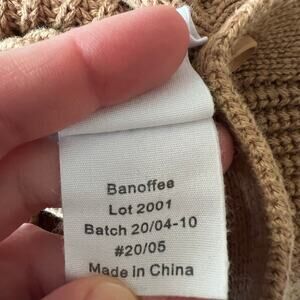 Banoffee
Lot 2001
Batch 20/04-10
#20/05
Made in China